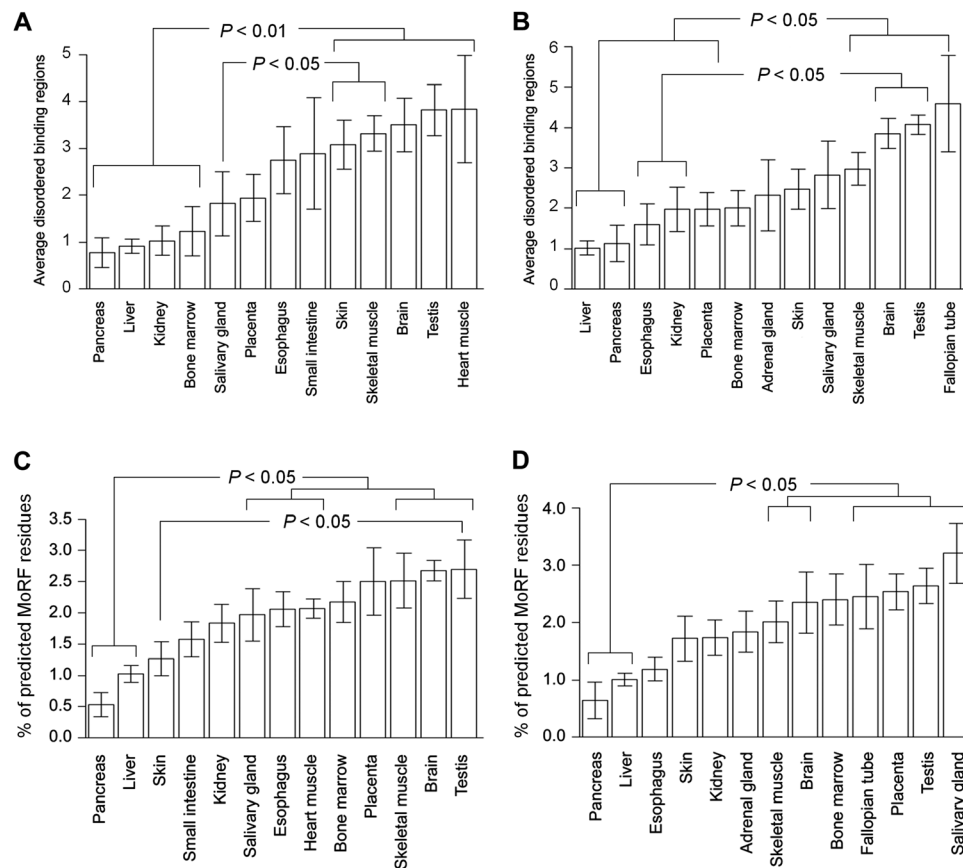 A
P < 0.01
P < 0.05
Average disordered binding regions
5
4
3
2
1
0
Pancreas
Liver
Kidney
Bone marrow
Salivary gland
Placenta
Esophagus
Small intestine
Skin
Skeletal muscle
Brain
Testis
Heart muscle
B
P < 0.05
P < 0.05
Average disordered binding regions
6
5
4
3
2
1
0
Liver
Pancreas
Esophagus
Kidney
Placenta
Bone marrow
Adrenal gland
Skin
Salivary gland
Skeletal muscle
Brain
Testis
Fallopian tube
C
P < 0.05
P < 0.05
% of predicted MoRF residues
3.5
3.0
2.5
2.0
1.5
1.0
0.5
0.0
Pancreas
Liver
Skin
Small intestine
Kidney
Salivary gland
Esophagus
Heart muscle
Bone marrow
Placenta
Skeletal muscle
Brain
Testis
D
P < 0.05
% of predicted MoRF residues
4.0
3.0
2.0
1.0
0.0
Pancreas
Liver
Esophagus
Skin
Kidney
Adrenal gland
Skeletal muscle
Brain
Bone marrow
Fallopian tube
Placenta
Testis
Salivary gland